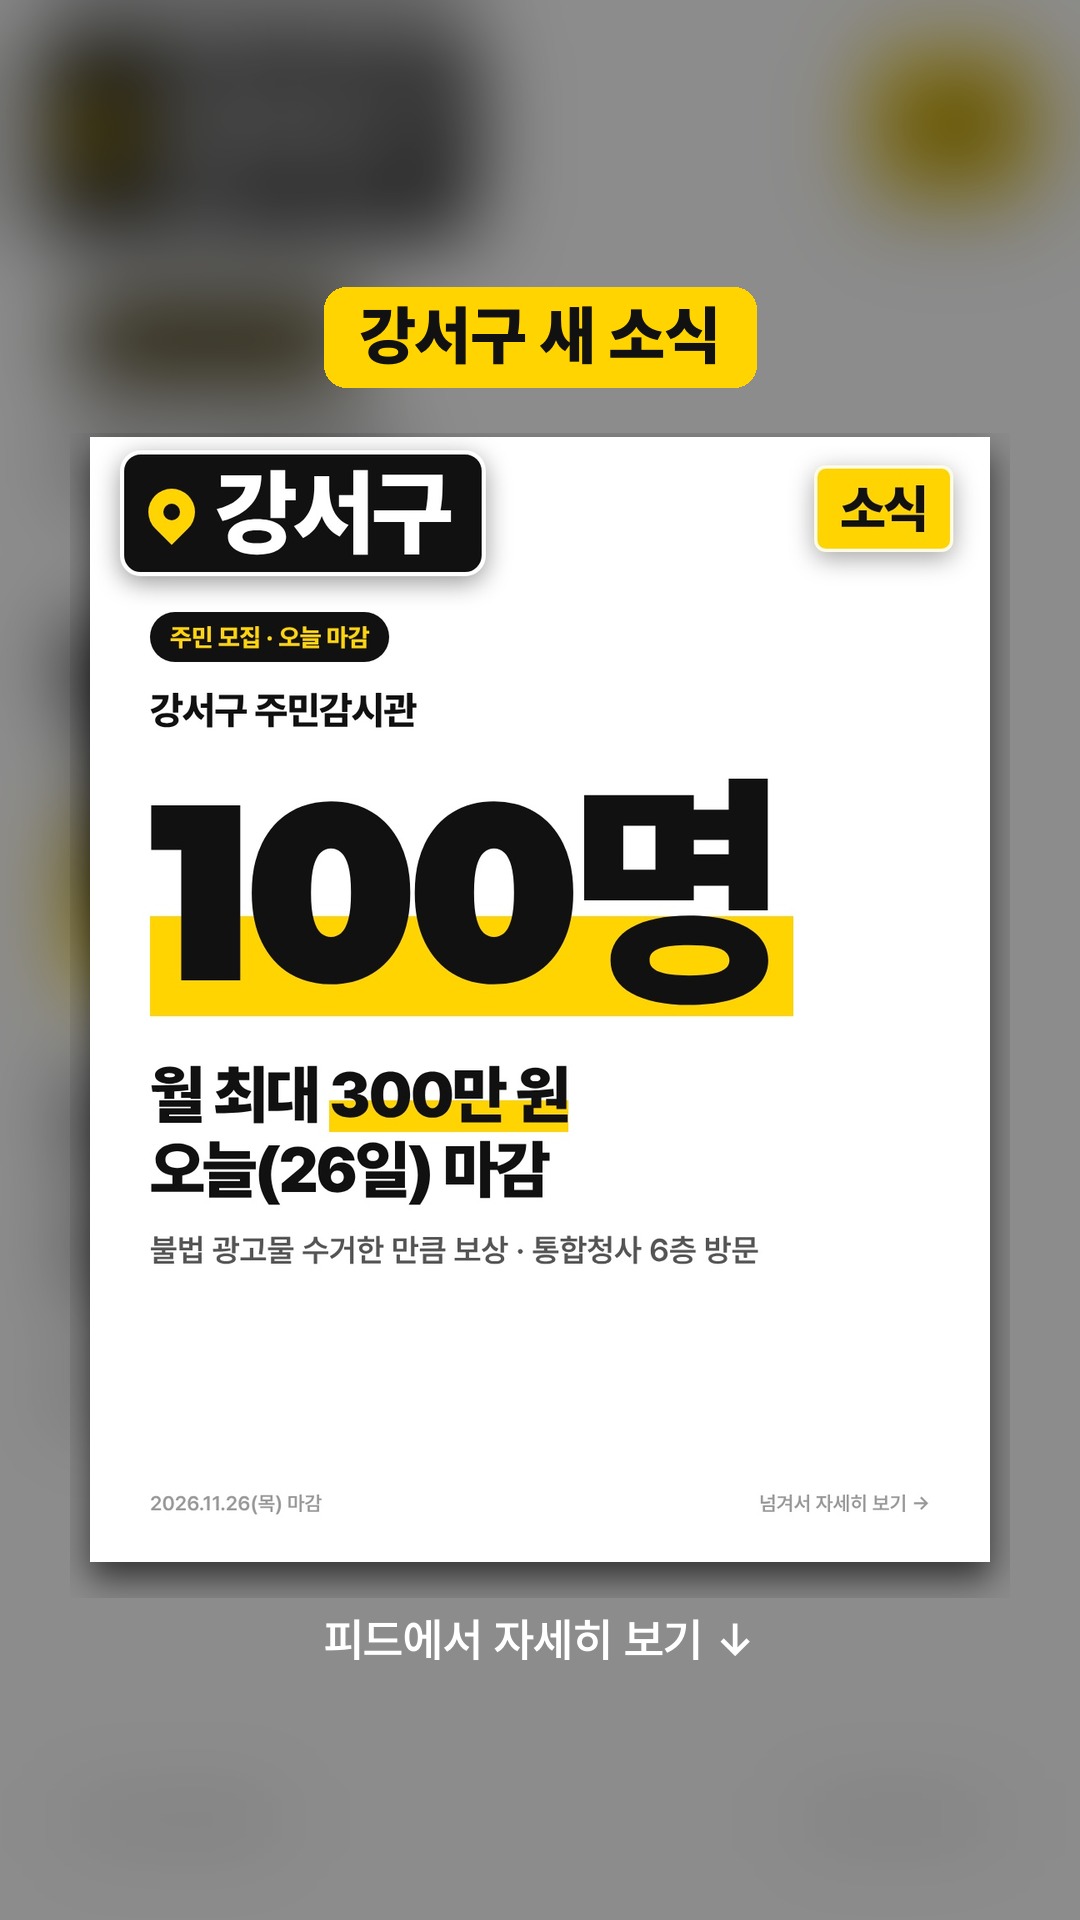 강서구 새 소식
강서구
소식
주민 모집 · 오늘 마감
강서구 주민감시관
100명
월 최대 300만 원
오늘(26일) 마감
불법 광고물 수거한 만큼 보상 · 통합청사 6층 방문
2026.11.26(목) 마감
넘겨서 자세히 보기 →
피드에서 자세히 보기 ↓